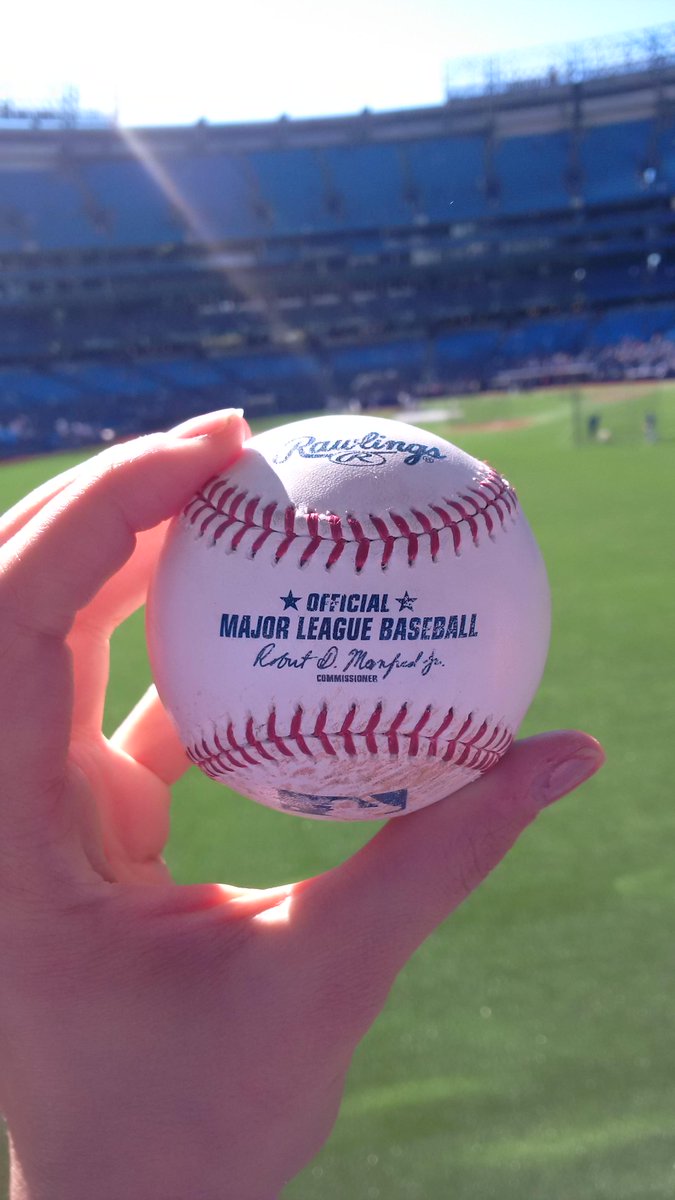 Rawlings
R
OFFICIAL
MAJOR LEAGUE BASEBALL
Robert D. Manfred Jr.
COMMISSIONER